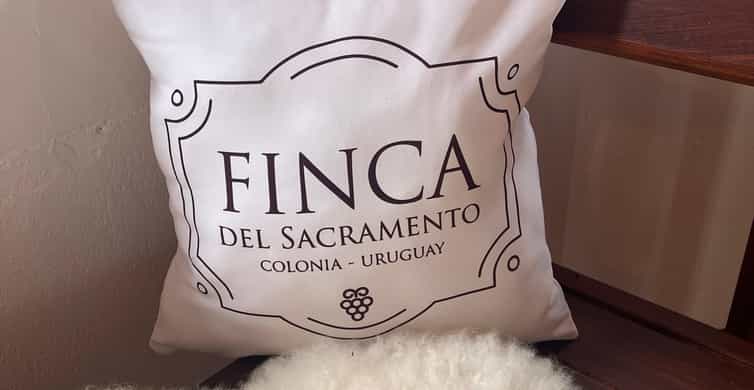 FINCA
DEL SACRAMENTO
COLONIA - URUGUAY